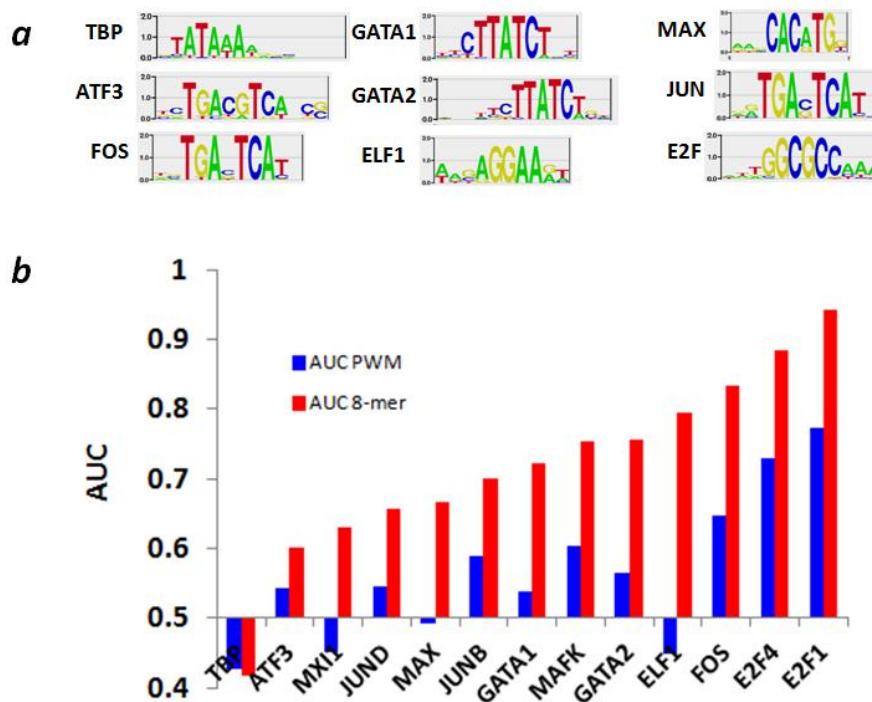 a
TBP
GATA1
MAX
ATF3
GATA2
JUN
FOS
ELF1
E2F
b
1
0.9
0.8
0.7
0.6
0.5
0.4
AUC
AUC PWM
AUC 8-mer
TBP
ATF3
MXI1
JUND
MAX
JUNB
GATA1
MAFK
GATA2
ELF1
FOS
E2F4
E2F1